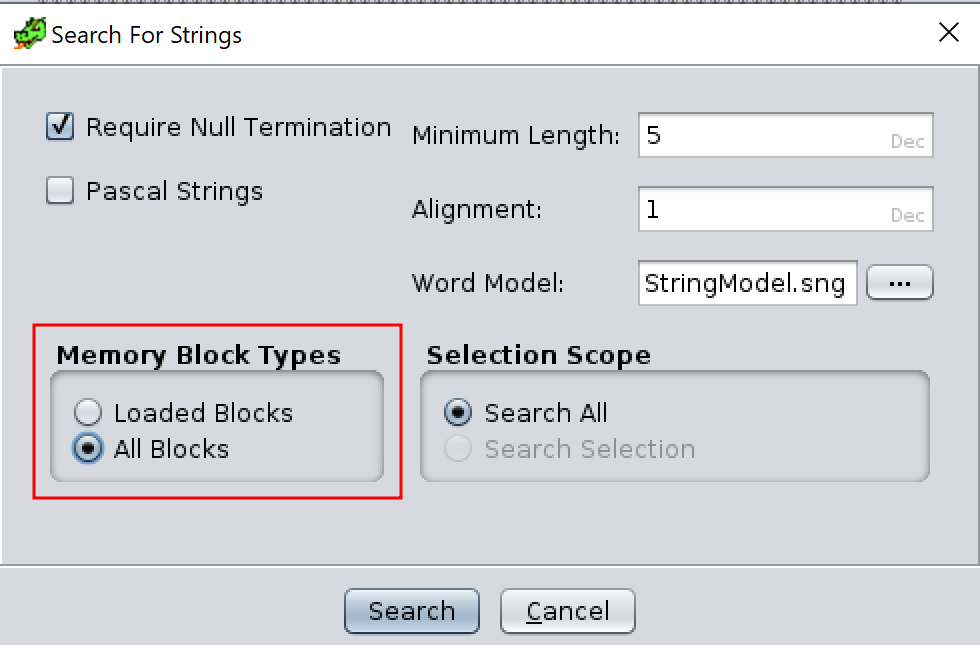 Search For Strings
Require Null Termination
Minimum Length: 5 Dec
Pascal Strings
Alignment: 1 Dec
Word Model: StringModel.sng ...
Memory Block Types
Loaded Blocks
All Blocks
Selection Scope
Search All
Search Selection
Search Cancel